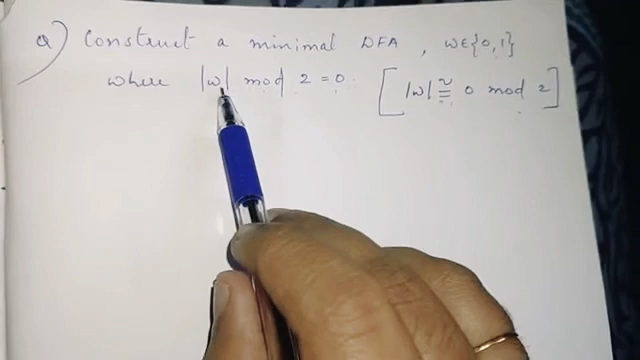 Q) Construct a minimal DFA , w∈{0,1}
where |w| mod 2 = 0. [ |w| ≅ 0 mod 2 ]